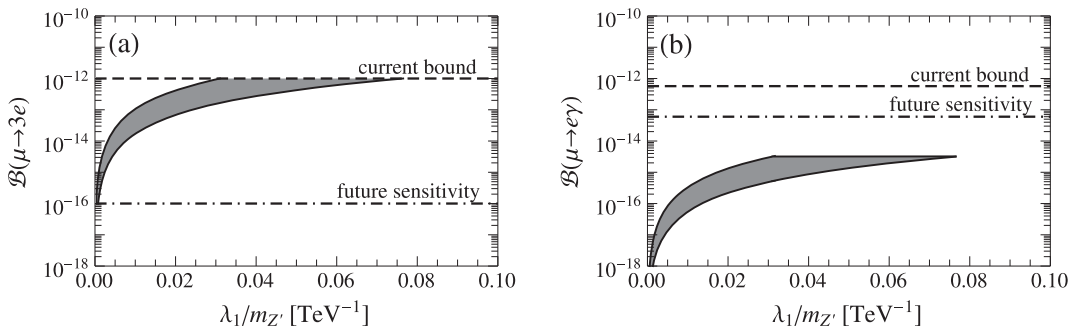 (a)
10⁻¹⁰
10⁻¹²
10⁻¹⁴
10⁻¹⁶
10⁻¹⁸
ℬ(μ→3e)
current bound
future sensitivity
0.00 0.02 0.04 0.06 0.08 0.10
λ₁/m_Z′ [TeV⁻¹]
(b)
10⁻¹⁰
10⁻¹²
10⁻¹⁴
10⁻¹⁶
10⁻¹⁸
ℬ(μ→eγ)
current bound
future sensitivity
0.00 0.02 0.04 0.06 0.08 0.10
λ₁/m_Z′ [TeV⁻¹]